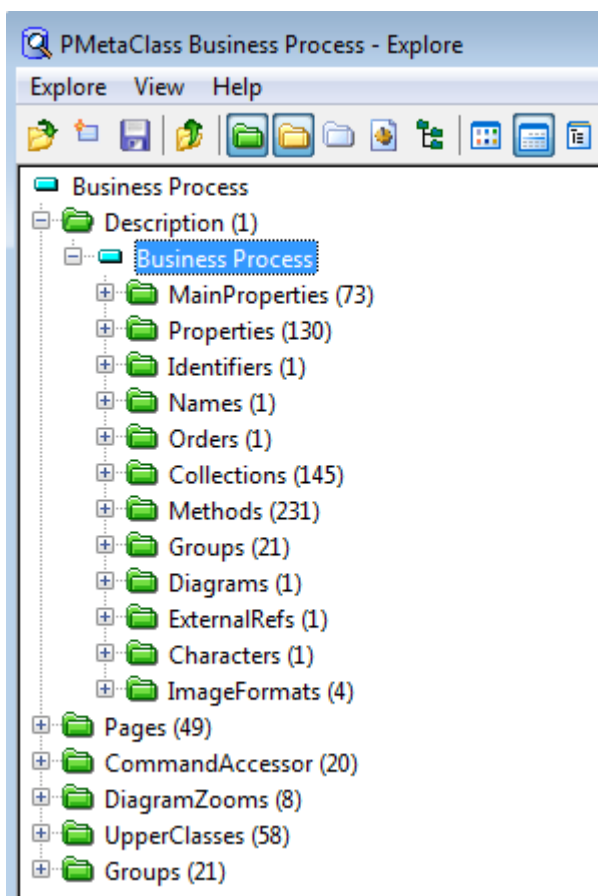 PMetaClass Business Process - Explore
Explore View Help
Business Process
Description (1)
Business Process
MainProperties (73)
Properties (130)
Identifiers (1)
Names (1)
Orders (1)
Collections (145)
Methods (231)
Groups (21)
Diagrams (1)
ExternalRefs (1)
Characters (1)
ImageFormats (4)
Pages (49)
CommandAccessor (20)
DiagramZooms (8)
UpperClasses (58)
Groups (21)